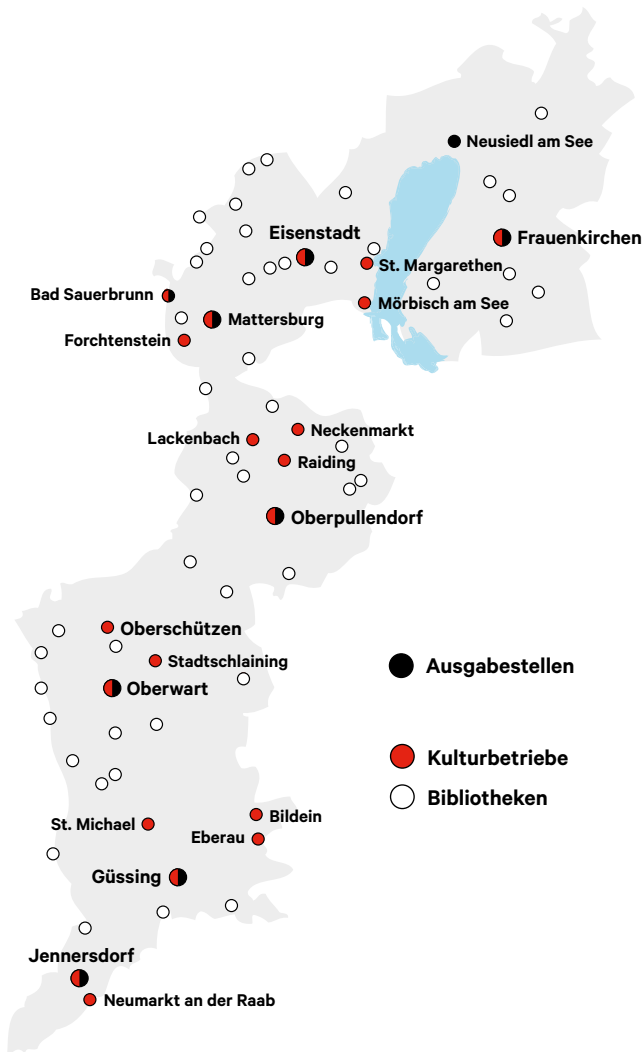 Neusiedl am See
Eisenstadt
Frauenkirchen
St. Margarethen
Bad Sauerbrunn
Mörbisch am See
Mattersburg
Forchtenstein
Neckenmarkt
Lackenbach
Raiding
Oberpullendorf
Oberschützen
Stadtschlaining
Ausgabestellen
Oberwart
Kulturbetriebe
Bibliotheken
Bildein
St. Michael
Eberau
Güssing
Jennersdorf
Neumarkt an der Raab